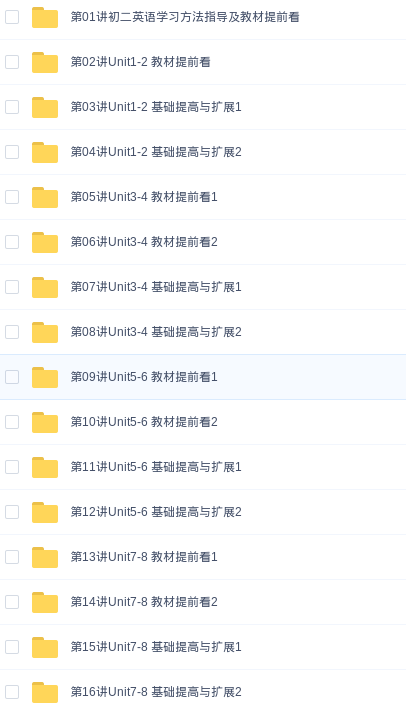 第01讲初二英语学习方法指导及教材提前看
第02讲Unit1-2 教材提前看
第03讲Unit1-2 基础提高与扩展1
第04讲Unit1-2 基础提高与扩展2
第05讲Unit3-4 教材提前看1
第06讲Unit3-4 教材提前看2
第07讲Unit3-4 基础提高与扩展1
第08讲Unit3-4 基础提高与扩展2
第09讲Unit5-6 教材提前看1
第10讲Unit5-6 教材提前看2
第11讲Unit5-6 基础提高与扩展1
第12讲Unit5-6 基础提高与扩展2
第13讲Unit7-8 教材提前看1
第14讲Unit7-8 教材提前看2
第15讲Unit7-8 基础提高与扩展1
第16讲Unit7-8 基础提高与扩展2